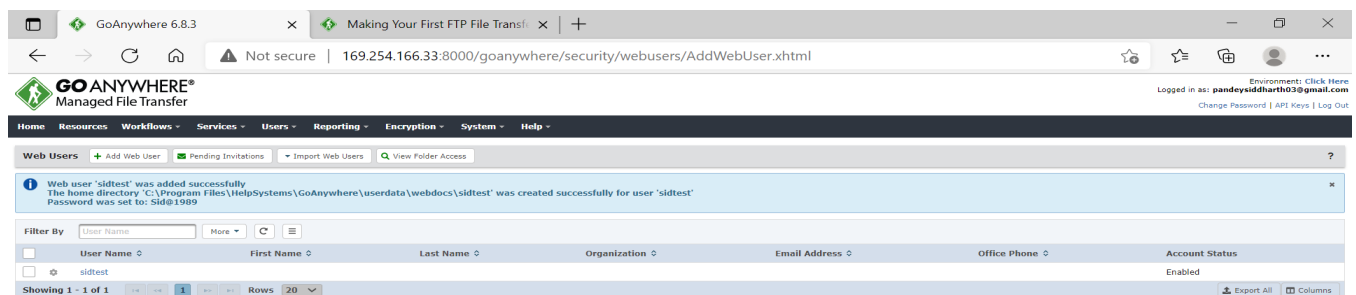 GoAnywhere 6.8.3
Making Your First FTP File Transfe
Not secure | 169.254.166.33:8000/goanywhere/security/webusers/AddWebUser.xhtml
GO ANYWHERE®
Managed File Transfer
Environment: Click Here
Logged in as: pandeysiddharth03@gmail.com
Change Password | API Keys | Log Out
Home Resources Workflows Services Users Reporting Encryption System Help
Web Users + Add Web User Pending Invitations Import Web Users View Folder Access ?
Web user 'sidtest' was added successfully
The home directory 'C:\Program Files\HelpSystems\GoAnywhere\userdata\webdocs\sidtest' was created successfully for user 'sidtest'
Password was set to: Sid@1989
Filter By User Name More
User Name First Name Last Name Organization Email Address Office Phone Account Status
sidtest Enabled
Showing 1 - 1 of 1 1 Rows 20 Export All Columns